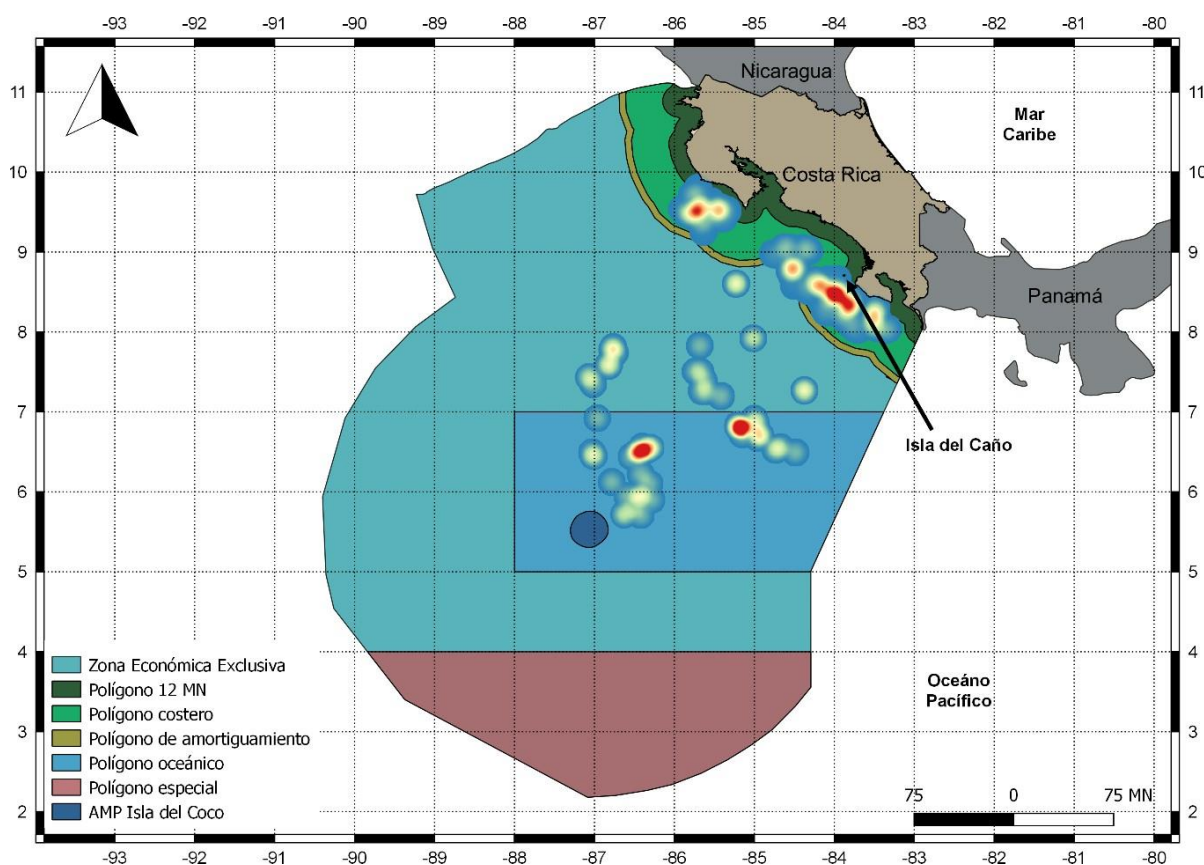 -93 -92 -91 -90 -89 -88 -87 -86 -85 -84 -83 -82 -81 -80
Nicaragua
11 11
Mar
Caribe
10 10
Costa Rica
9 9
Panamá
8 8
7 7
Isla del Caño
6 6
5 5
4 4
Zona Económica Exclusiva
Polígono 12 MN
Polígono costero
Polígono de amortiguamiento
Polígono oceánico
Polígono especial
AMP Isla del Coco
Oceáno
Pacífico
3 3
2 2
75 0 75 MN
-93 -92 -91 -90 -89 -88 -87 -86 -85 -84 -83 -82 -81 -80